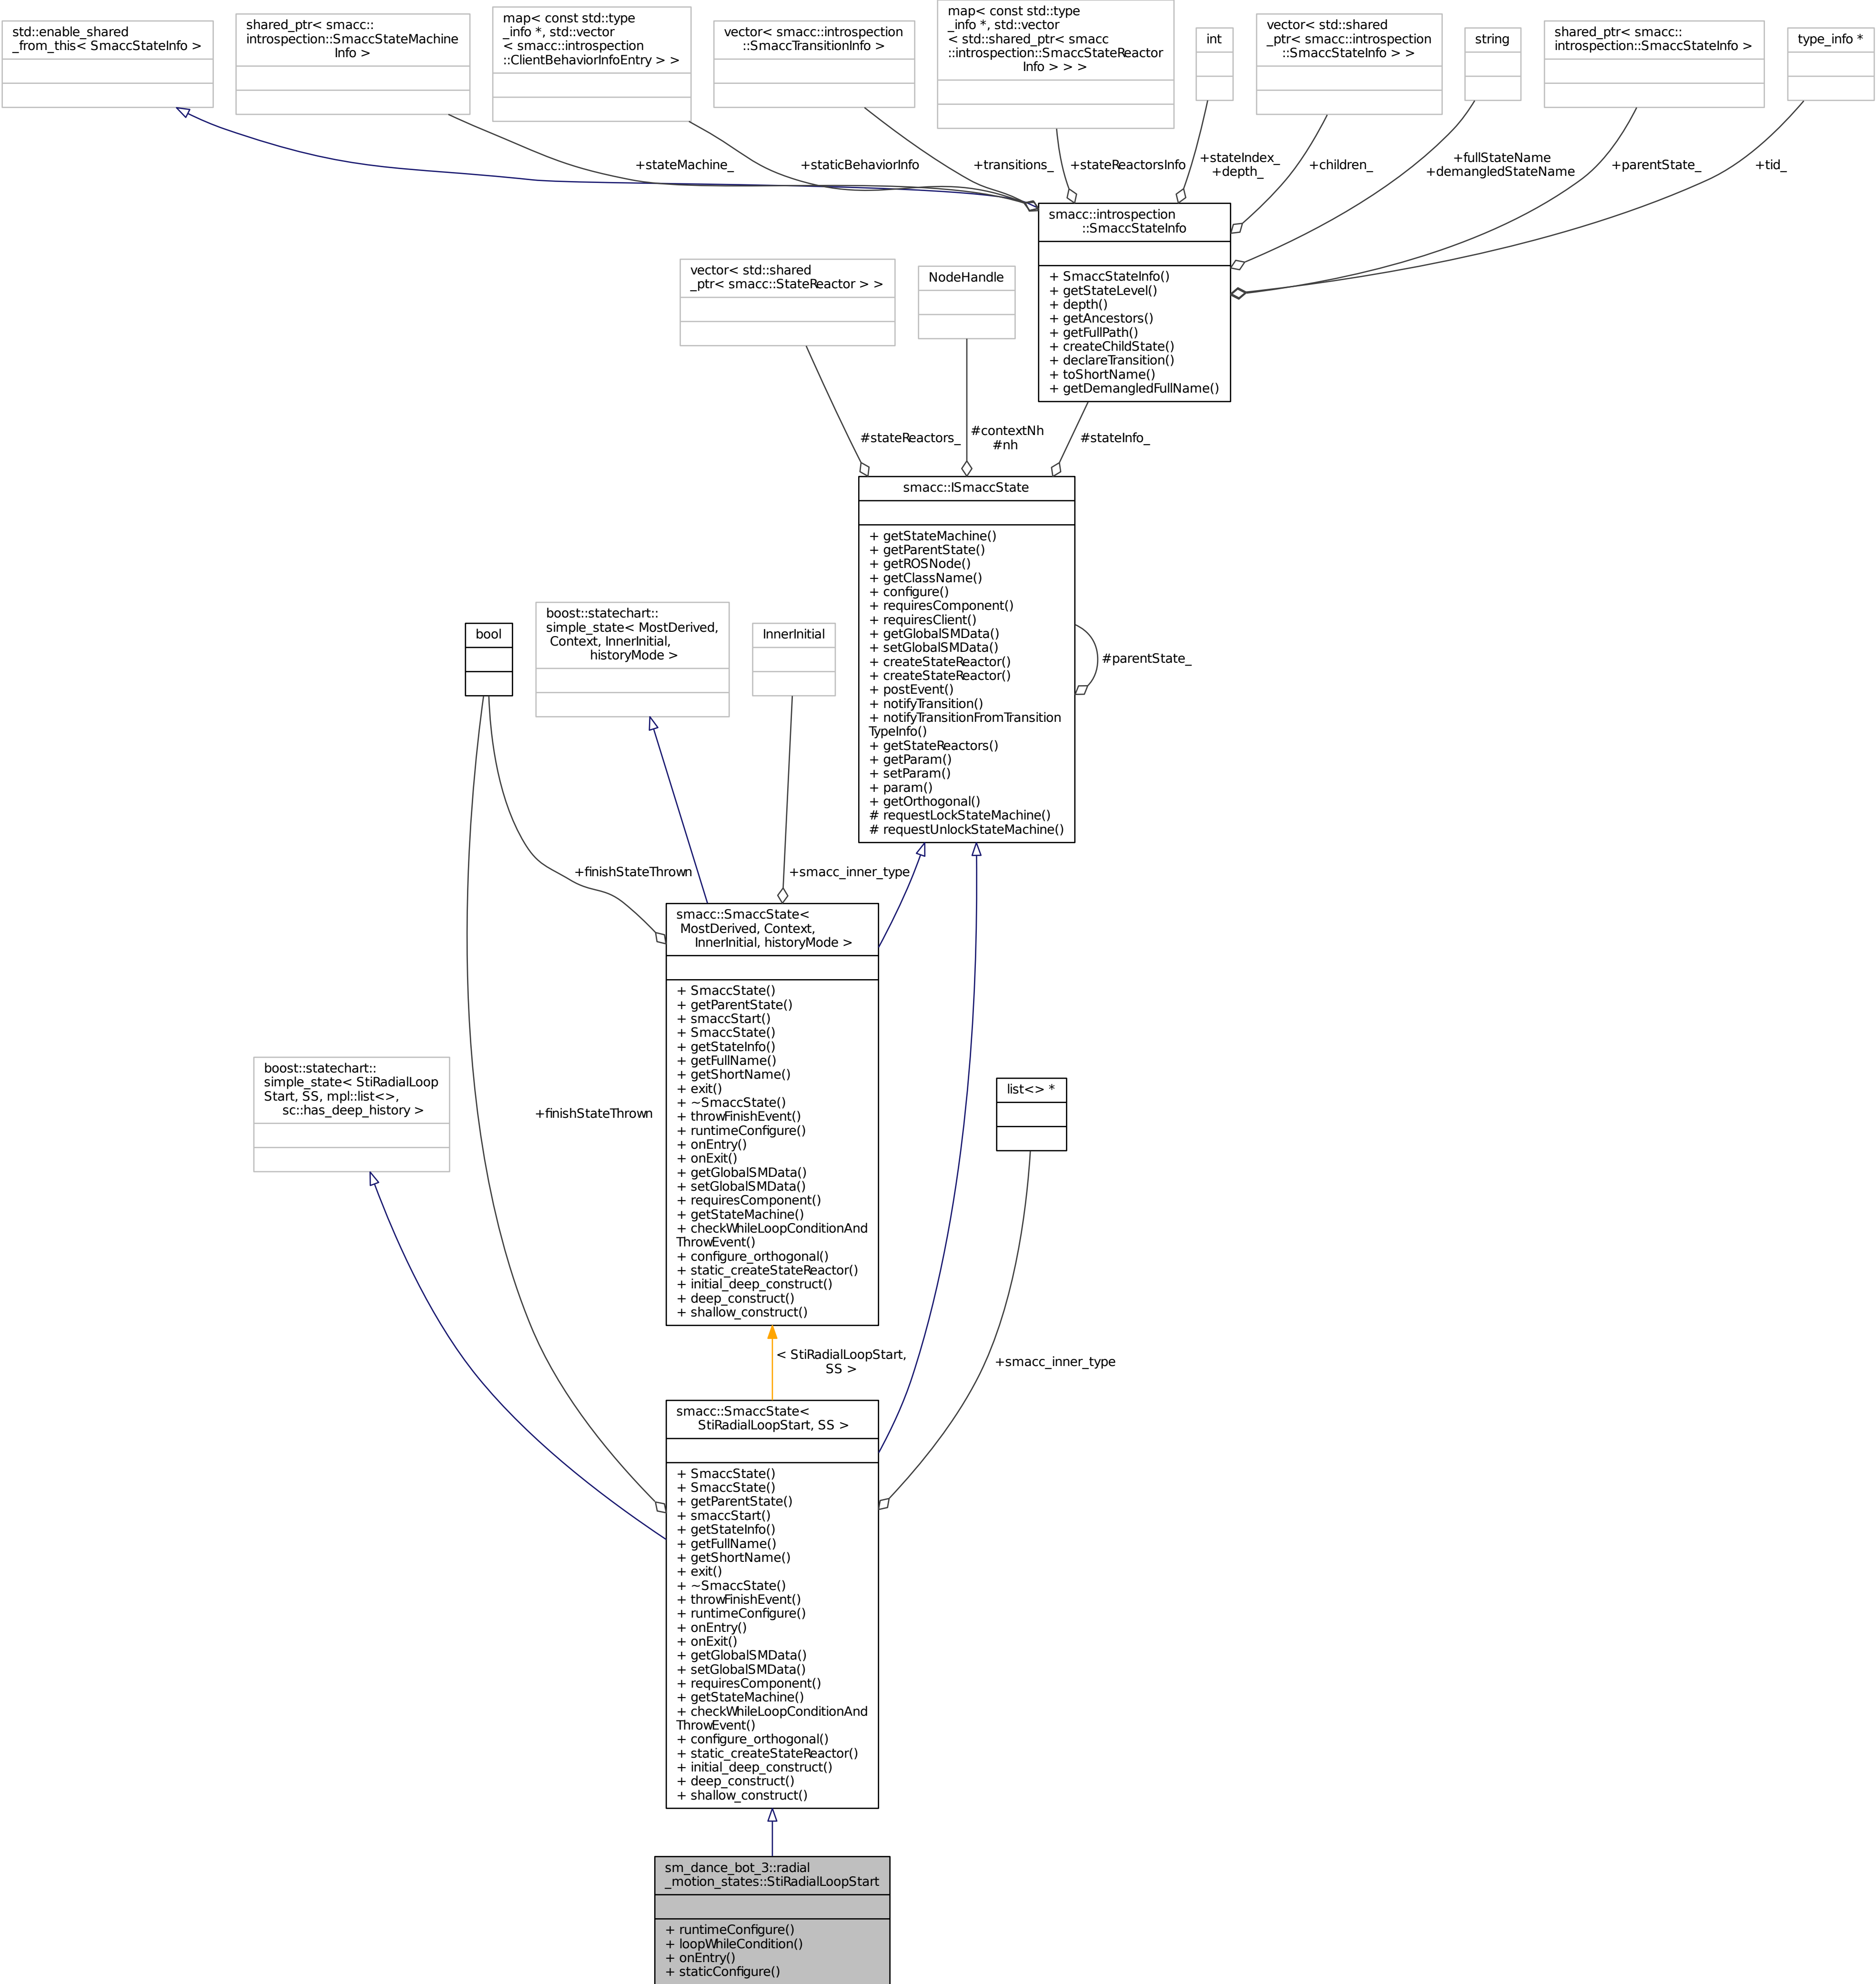 std::enable_shared
_from_this< SmaccStateInfo >
shared_ptr< smacc::
introspection::SmaccStateMachine
Info >
map< const std::type
_info *, std::vector
< smacc::introspection
::ClientBehaviorInfoEntry > >
vector< smacc::introspection
::SmaccTransitionInfo >
map< const std::type
_info *, std::vector
< std::shared_ptr< smacc
::introspection::SmaccStateReactor
Info > > >
int
vector< std::shared
_ptr< smacc::introspection
::SmaccStateInfo > >
string
shared_ptr< smacc::
introspection::SmaccStateInfo >
type_info *
+stateMachine_
+staticBehaviorInfo
+transitions_
+stateReactorsInfo
+stateIndex_
+depth_
+children_
+fullStateName
+demangledStateName
+parentState_
+tid_
smacc::introspection
::SmaccStateInfo
+ SmaccStateInfo()
+ getStateLevel()
+ depth()
+ getAncestors()
+ getFullPath()
+ createChildState()
+ declareTransition()
+ toShortName()
+ getDemangledFullName()
vector< std::shared
_ptr< smacc::StateReactor > >
NodeHandle
#stateReactors_
#contextNh
#nh
#stateInfo_
smacc::ISmaccState
+ getStateMachine()
+ getParentState()
+ getROSNode()
+ getClassName()
+ configure()
+ requiresComponent()
+ requiresClient()
+ getGlobalSMData()
+ setGlobalSMData()
+ createStateReactor()
+ createStateReactor()
+ postEvent()
+ notifyTransition()
+ notifyTransitionFromTransition
TypeInfo()
+ getStateReactors()
+ getParam()
+ setParam()
+ param()
+ getOrthogonal()
# requestLockStateMachine()
# requestUnlockStateMachine()
#parentState_
bool
boost::statechart::
simple_state< MostDerived,
Context, InnerInitial,
historyMode >
InnerInitial
+finishStateThrown
+smacc_inner_type
smacc::SmaccState<
MostDerived, Context,
InnerInitial, historyMode >
+ SmaccState()
+ getParentState()
+ smaccStart()
+ SmaccState()
+ getStateInfo()
+ getFullName()
+ getShortName()
+ exit()
+ ~SmaccState()
+ throwFinishEvent()
+ runtimeConfigure()
+ onEntry()
+ onExit()
+ getGlobalSMData()
+ setGlobalSMData()
+ requiresComponent()
+ getStateMachine()
+ checkWhileLoopConditionAnd
ThrowEvent()
+ configure_orthogonal()
+ static_createStateReactor()
+ initial_deep_construct()
+ deep_construct()
+ shallow_construct()
boost::statechart::
simple_state< StiRadialLoop
Start, SS, mpl::list<>,
sc::has_deep_history >
+finishStateThrown
list<> *
< StiRadialLoopStart,
SS >
+smacc_inner_type
smacc::SmaccState<
StiRadialLoopStart, SS >
+ SmaccState()
+ SmaccState()
+ getParentState()
+ smaccStart()
+ getStateInfo()
+ getFullName()
+ getShortName()
+ exit()
+ ~SmaccState()
+ throwFinishEvent()
+ runtimeConfigure()
+ onEntry()
+ onExit()
+ getGlobalSMData()
+ setGlobalSMData()
+ requiresComponent()
+ getStateMachine()
+ checkWhileLoopConditionAnd
ThrowEvent()
+ configure_orthogonal()
+ static_createStateReactor()
+ initial_deep_construct()
+ deep_construct()
+ shallow_construct()
sm_dance_bot_3::radial
_motion_states::StiRadialLoopStart
+ runtimeConfigure()
+ loopWhileCondition()
+ onEntry()
+ staticConfigure()